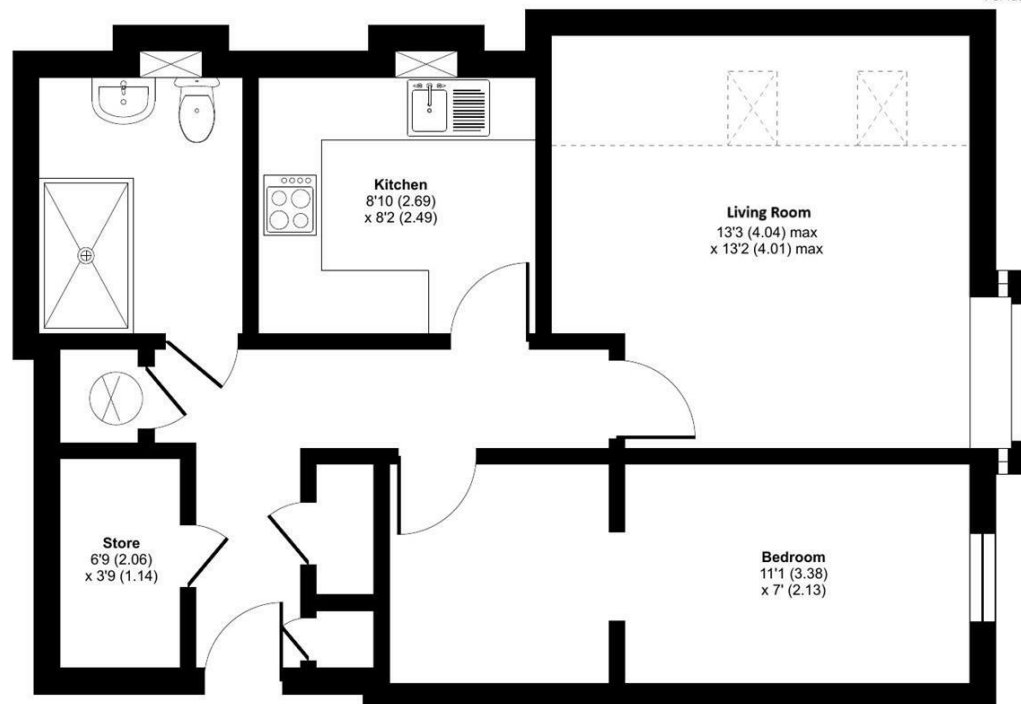 Kitchen
8'10 (2.69)
x 8'2 (2.49)
Living Room
13'3 (4.04) max
x 13'2 (4.01) max
Store
6'9 (2.06)
x 3'9 (1.14)
Bedroom
11'1 (3.38)
x 7' (2.13)